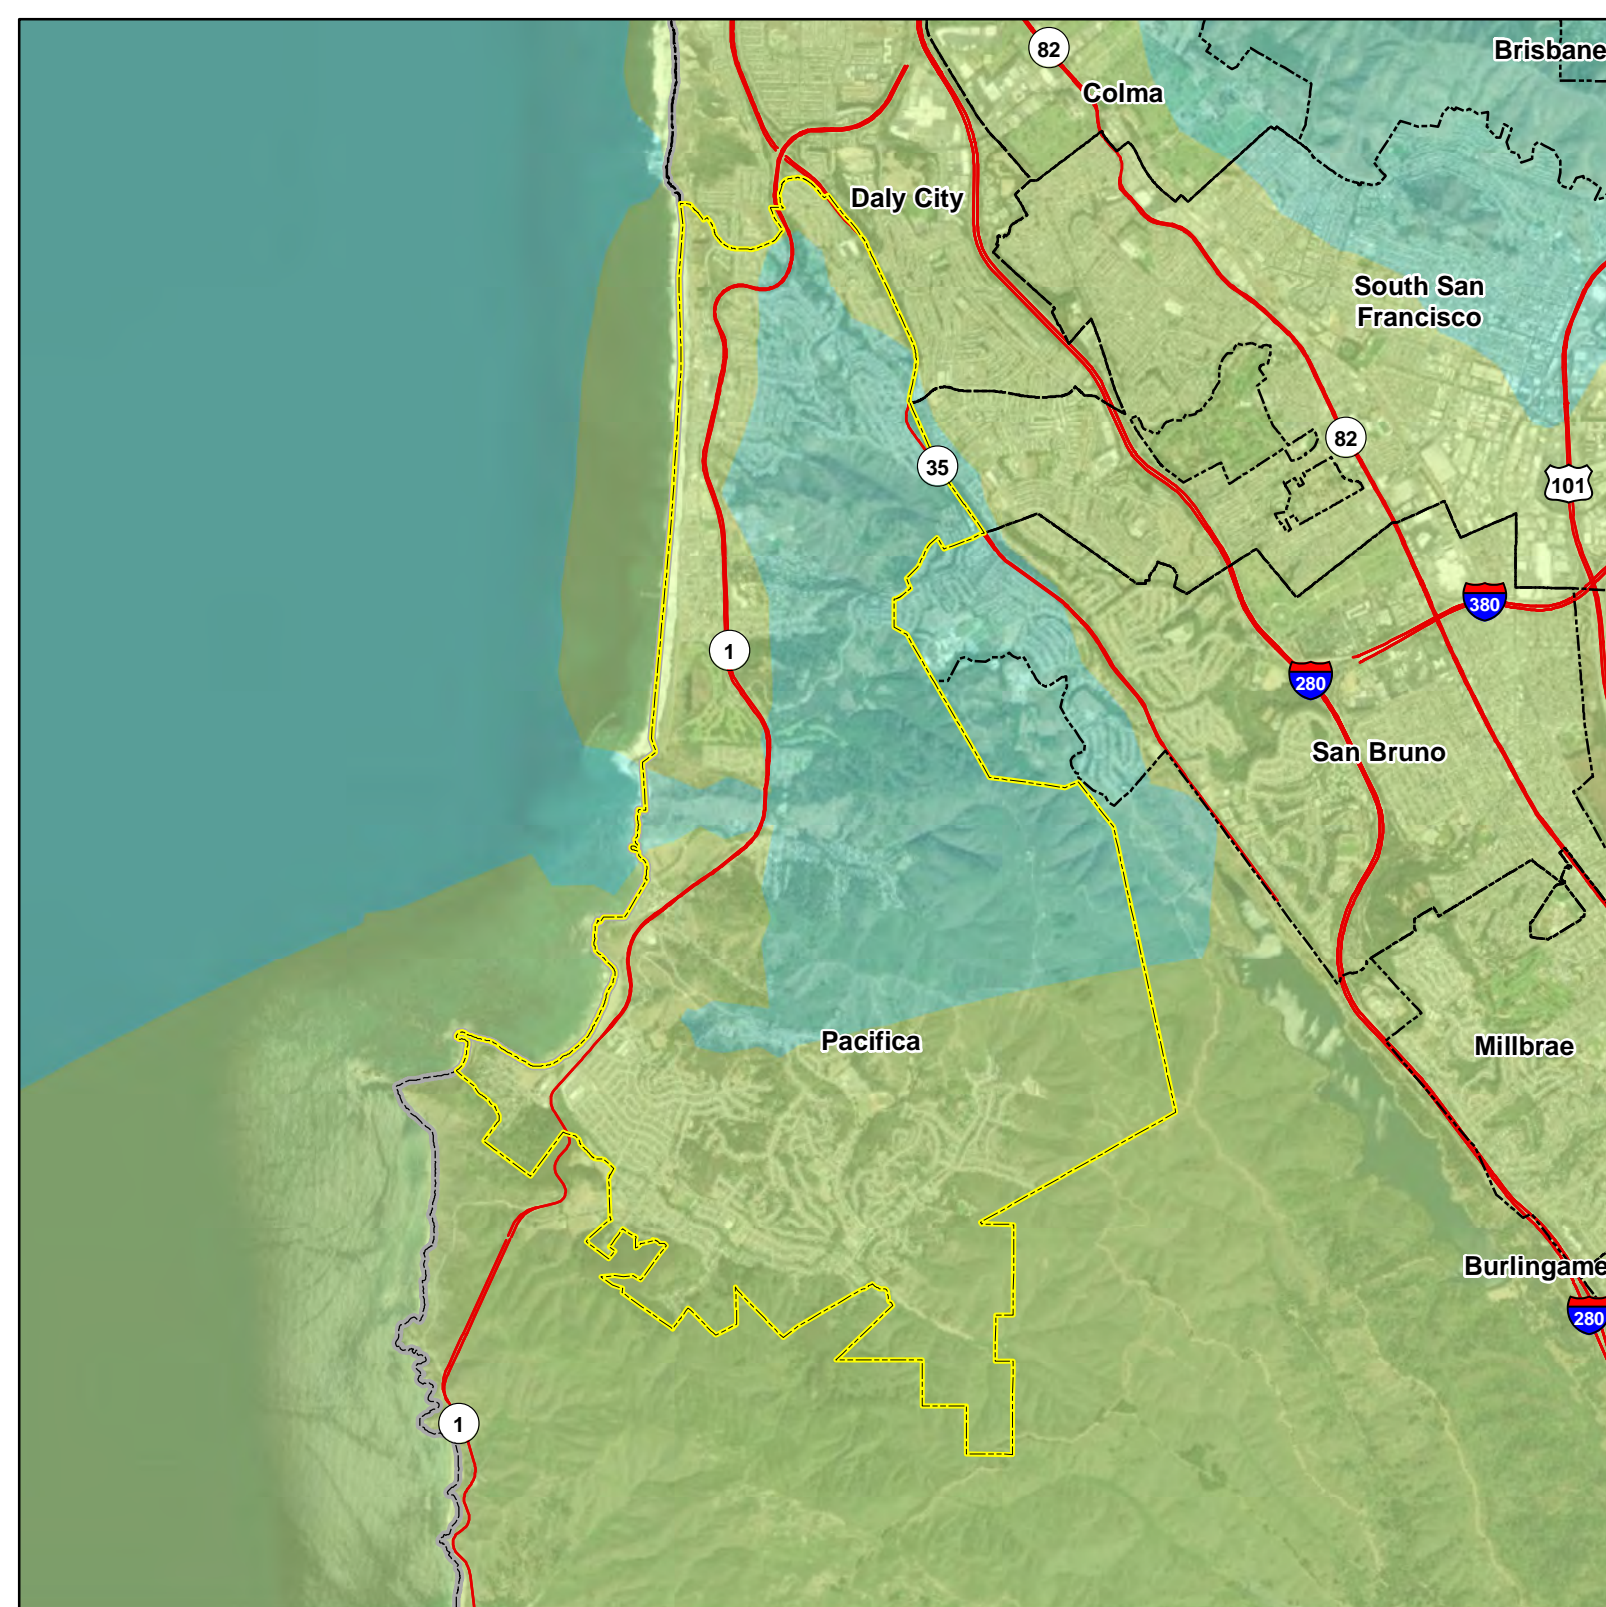 82
Brisbane
Colma
Daly City
South San
Francisco
82
35
101
380
1
280
San Bruno
Pacifica
Millbrae
Burlingame
280
1